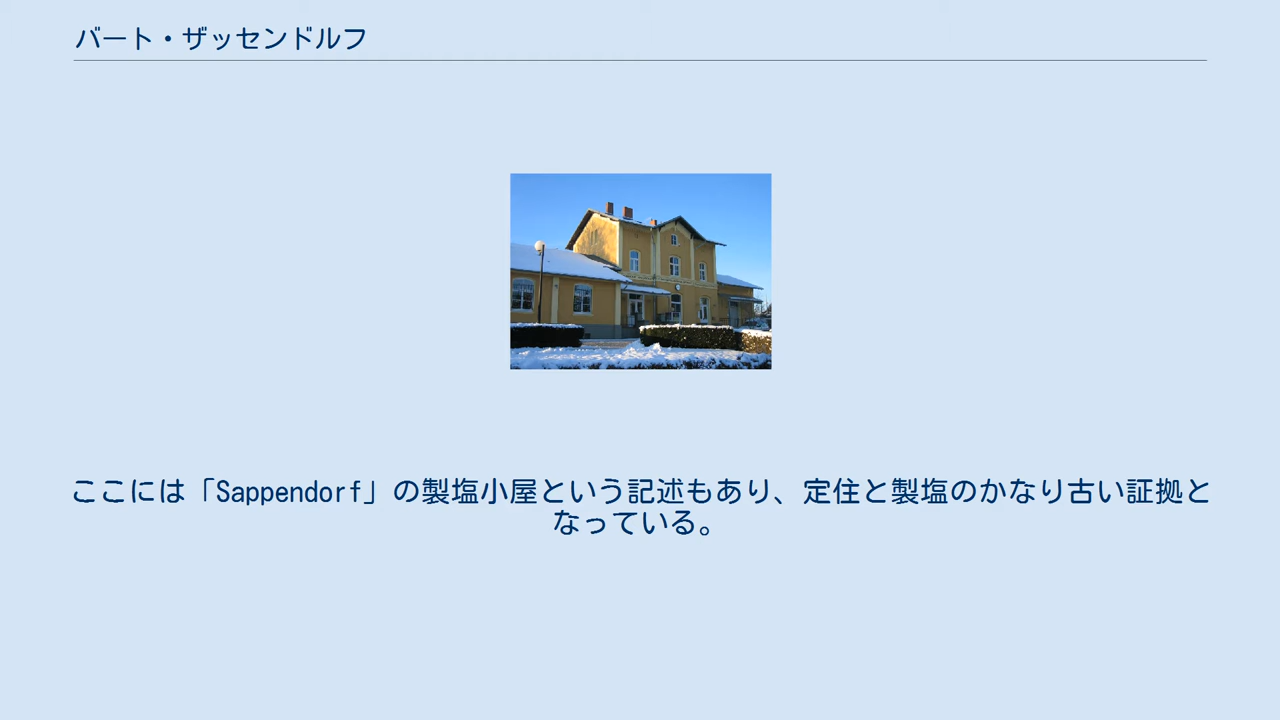 バート・ザッセンドルフ
ここには「Sappendorf」の製塩小屋という記述もあり、定住と製塩のかなり古い証拠と
なっている。